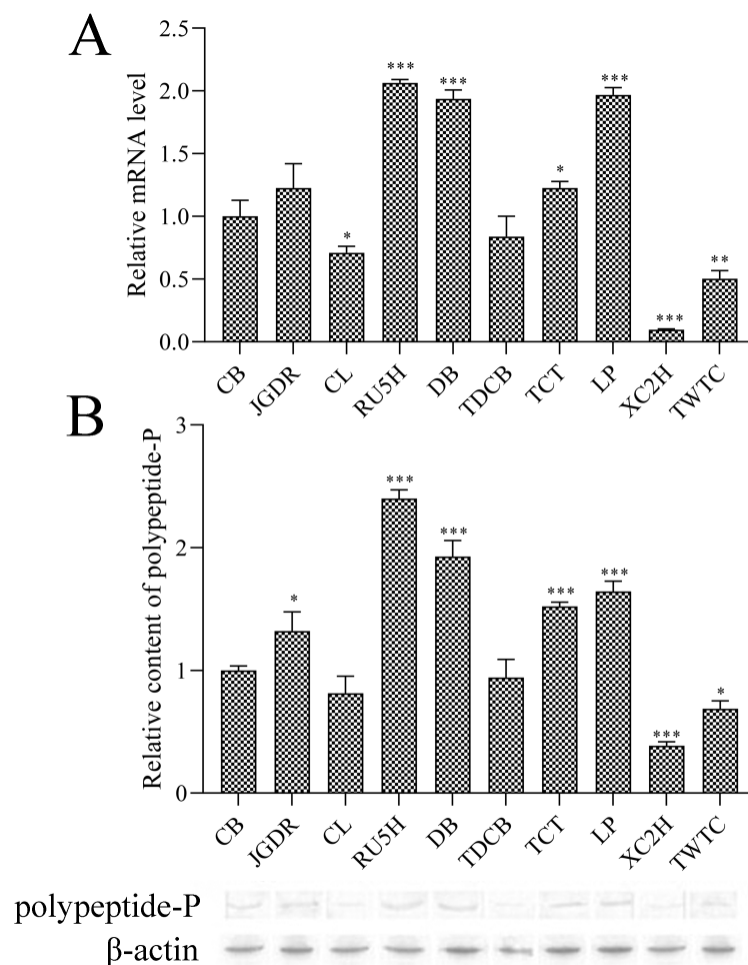 A
Relative mRNA level
2.5
2.0
1.5
1.0
0.5
0.0
*** *** ***
* * ** ***
CB JGDR CL RU5H DB TDCB TCT LP XC2H TWTC
B
Relative content of polypeptide-P
3
2
1
0
* *** *** *** *** *** *
CB JGDR CL RU5H DB TDCB TCT LP XC2H TWTC
polypeptide-P
β-actin